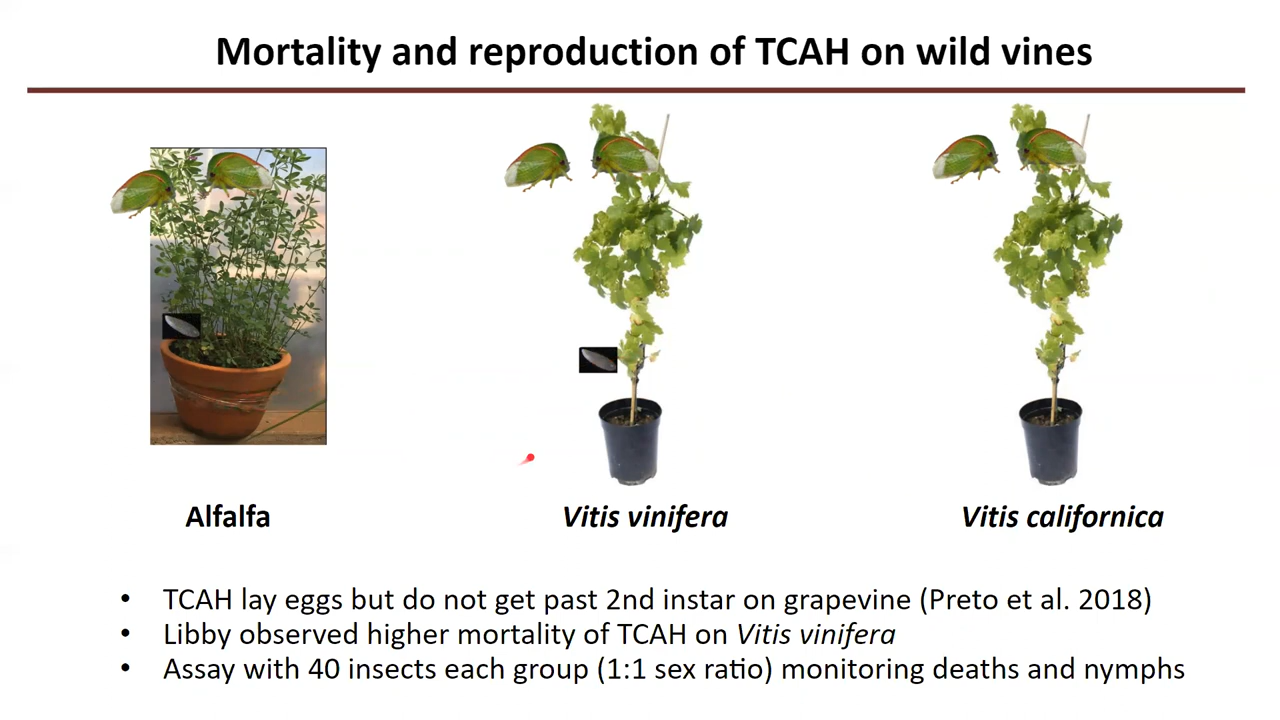 Mortality and reproduction of TCAH on wild vines
Alfalfa
Vitis vinifera
Vitis californica
• TCAH lay eggs but do not get past 2nd instar on grapevine (Preto et al. 2018)
• Libby observed higher mortality of TCAH on Vitis vinifera
• Assay with 40 insects each group (1:1 sex ratio) monitoring deaths and nymphs